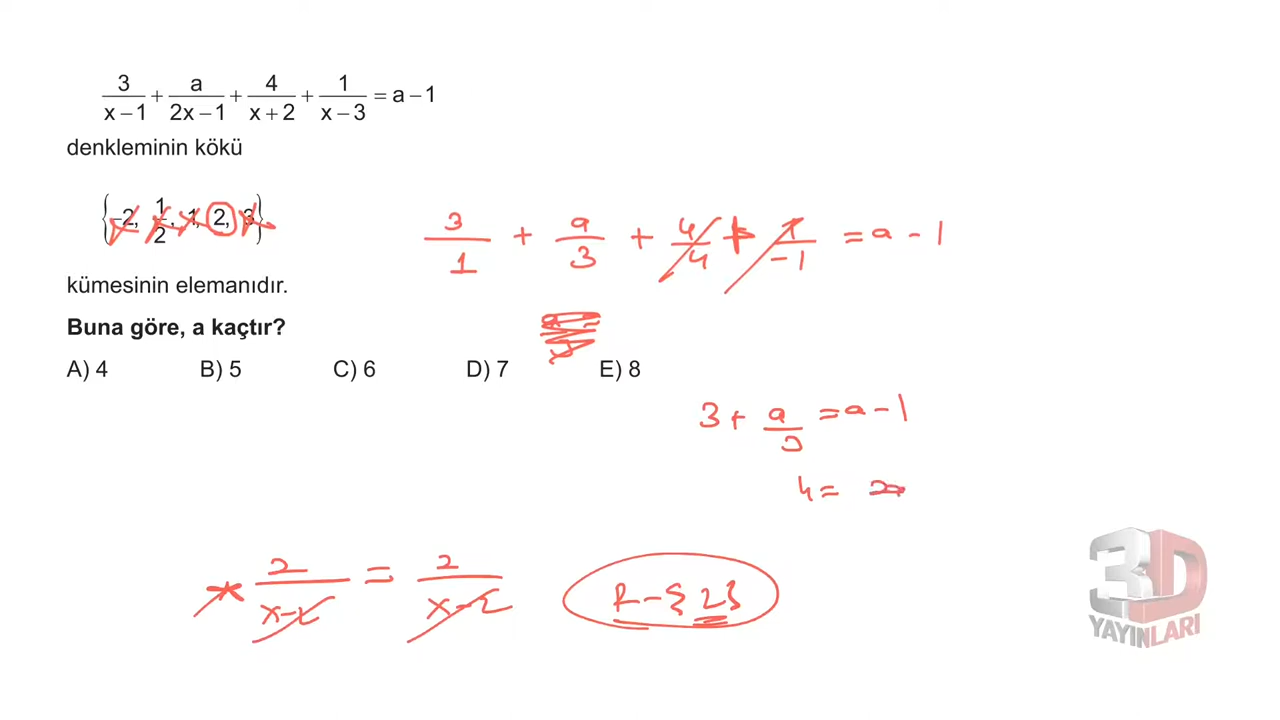 3/(x − 1) + a/(2x − 1) + 4/(x + 2) + 1/(x − 3) = a − 1
denkleminin kökü
{−2, 1/2, 1, 2, 3}
3/1 + a/3 + 4/4 + 1/−1 = a − 1
kümesinin elemanıdır.
Buna göre, a kaçtır?
A) 4 B) 5 C) 6 D) 7 E) 8
3 + a/3 = a − 1
4 = 2a
* 2/(x−2) = 2/(x−2) R − {2}
3D
YAYINLARI